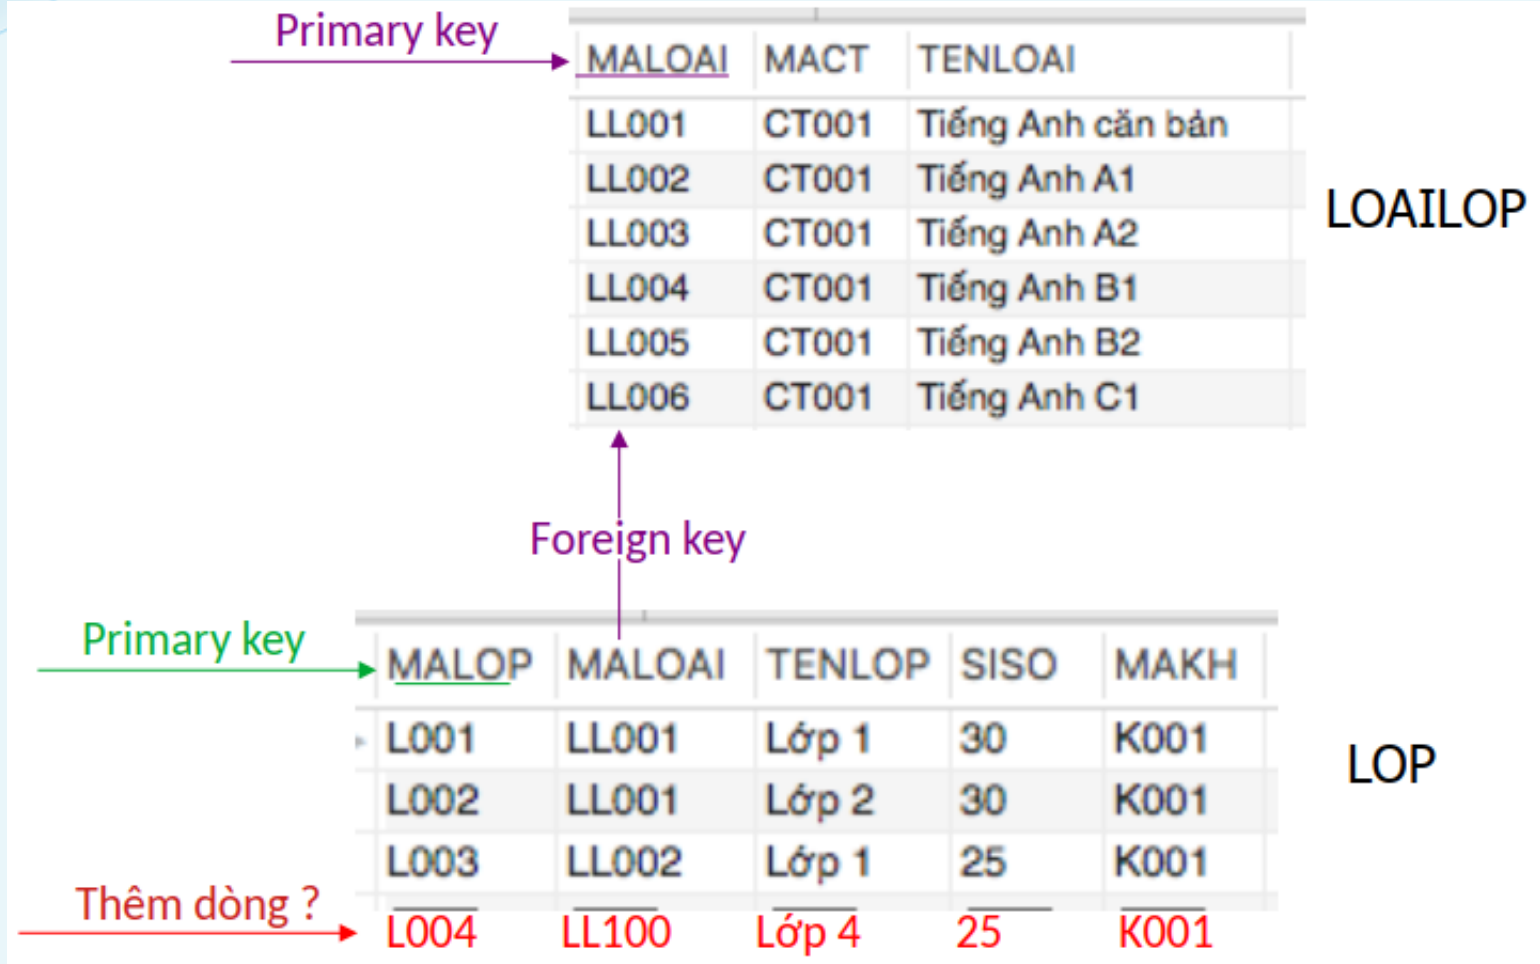 Primary key
MALOAI MACT TENLOAI
LL001 CT001 Tiếng Anh căn bản
LL002 CT001 Tiếng Anh A1
LOAILOP
LL003 CT001 Tiếng Anh A2
LL004 CT001 Tiếng Anh B1
LL005 CT001 Tiếng Anh B2
LL006 CT001 Tiếng Anh C1
Foreign key
Primary key
MALOP MALOAI TENLOP SISO MAKH
L001 LL001 Lớp 1 30 K001
LOP
L002 LL001 Lớp 2 30 K001
L003 LL002 Lớp 1 25 K001
Thêm dòng ?
L004 LL100 Lớp 4 25 K001